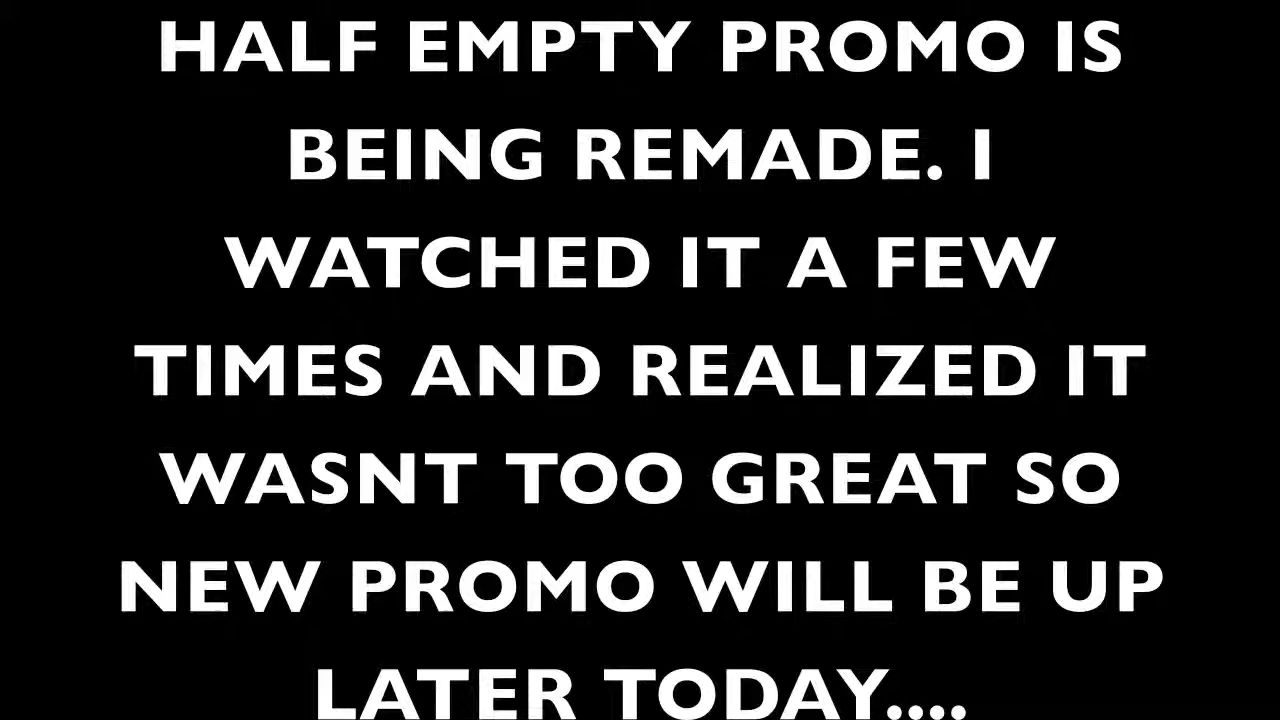 HALF EMPTY PROMO IS
BEING REMADE. I
WATCHED IT A FEW
TIMES AND REALIZED IT
WASNT TOO GREAT SO
NEW PROMO WILL BE UP
LATER TODAY....